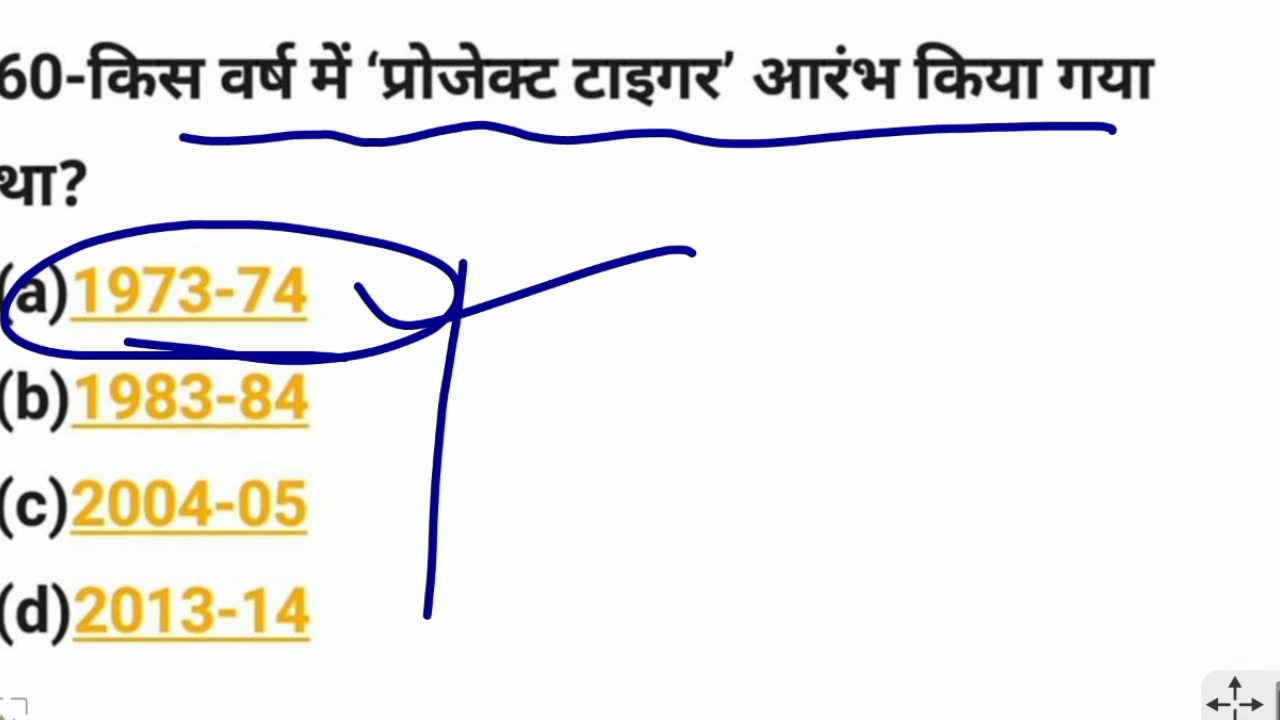 60-किस वर्ष में ‘प्रोजेक्ट टाइगर’ आरंभ किया गया
था?
(a)1973-74
(b)1983-84
(c)2004-05
(d)2013-14